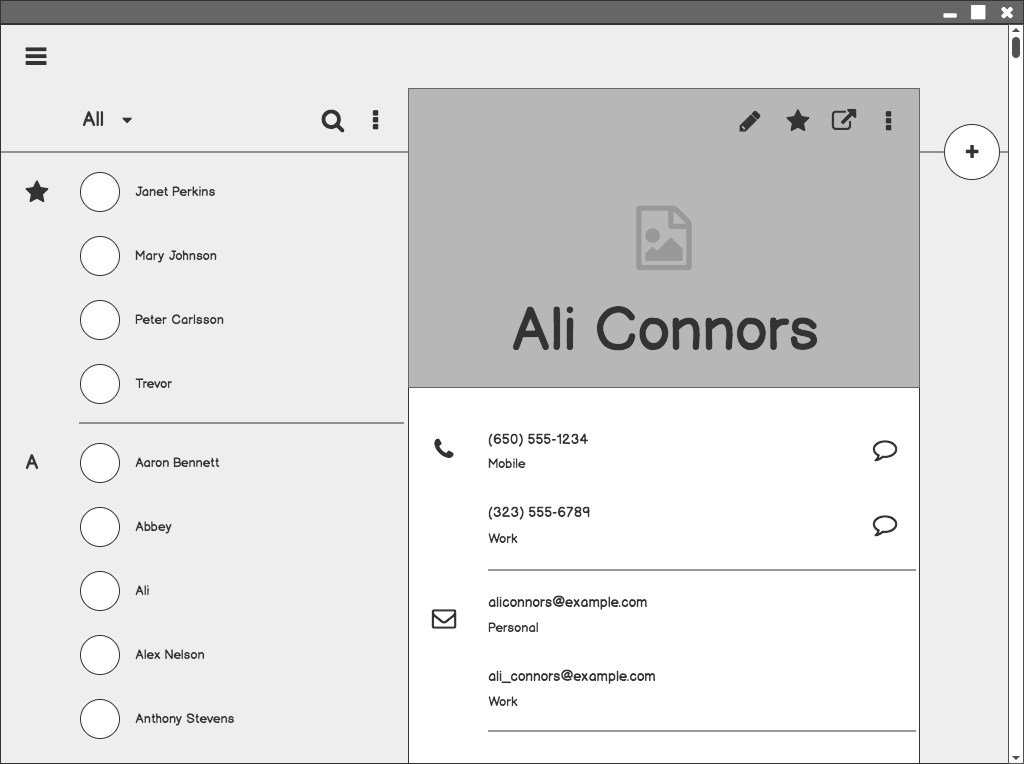 All
Janet Perkins
Mary Johnson
Peter Carlsson
Trevor
A
Aaron Bennett
Abbey
Ali
Alex Nelson
Anthony Stevens
Ali Connors
(650) 555-1234
Mobile
(323) 555-6789
Work
aliconnors@example.com
Personal
ali_connors@example.com
Work